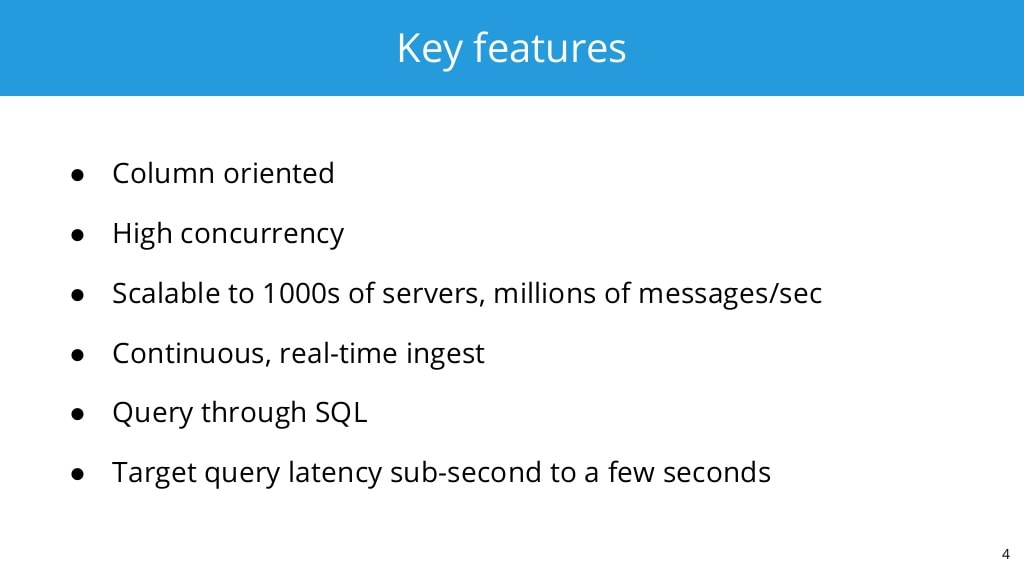 Key features
● Column oriented
● High concurrency
● Scalable to 1000s of servers, millions of messages/sec
● Continuous, real-time ingest
● Query through SQL
● Target query latency sub-second to a few seconds
4